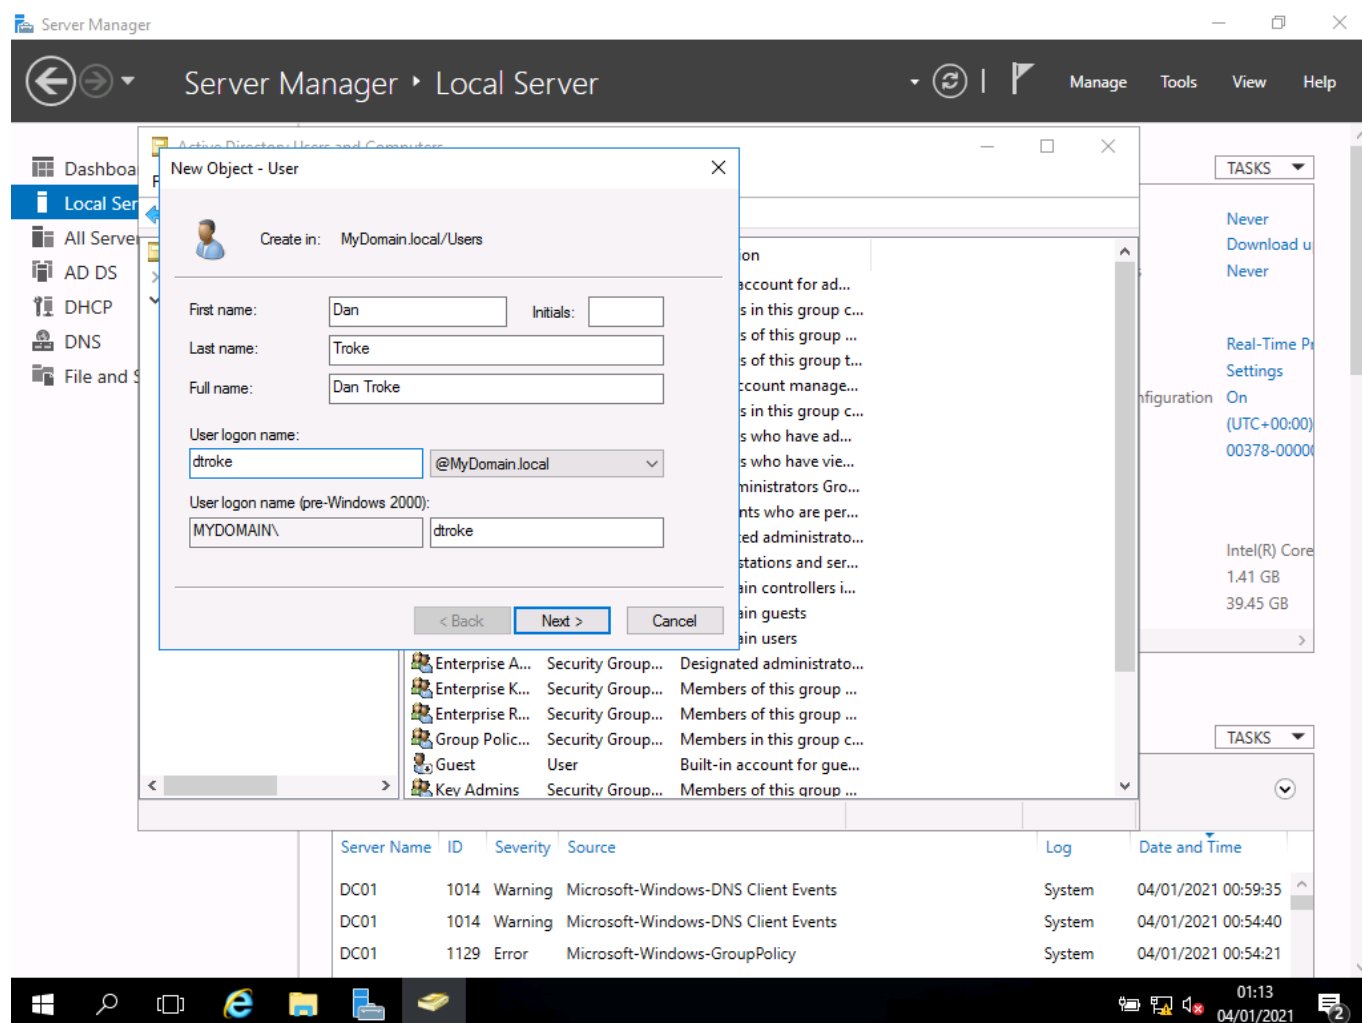 Server Manager
Server Manager ‣ Local Server
Manage Tools View Help
Active Directory Users and Computers
Dashboa
Local Ser
All Server
AD DS
DHCP
DNS
File and S
New Object - User
Create in: MyDomain.local/Users
First name: Dan Initials:
Last name: Troke
Full name: Dan Troke
User logon name:
dtroke @MyDomain.local
User logon name (pre-Windows 2000):
MYDOMAIN\ dtroke
< Back Next > Cancel
ion
account for ad...
s in this group c...
s of this group ...
s of this group t...
ccount manage...
s in this group c...
s who have ad...
s who have vie...
ministrators Gro...
nts who are per...
ted administrato...
stations and ser...
ain controllers i...
ain guests
ain users
Enterprise A... Security Group... Designated administrato...
Enterprise K... Security Group... Members of this group ...
Enterprise R... Security Group... Members of this group ...
Group Polic... Security Group... Members in this group c...
Guest User Built-in account for gue...
Key Admins Security Group... Members of this group ...
TASKS
Never
Download u
Never
Real-Time Pr
Settings
nfiguration On
(UTC+00:00)
00378-0000
Intel(R) Core
1.41 GB
39.45 GB
TASKS
Server Name ID Severity Source Log Date and Time
DC01 1014 Warning Microsoft-Windows-DNS Client Events System 04/01/2021 00:59:35
DC01 1014 Warning Microsoft-Windows-DNS Client Events System 04/01/2021 00:54:40
DC01 1129 Error Microsoft-Windows-GroupPolicy System 04/01/2021 00:54:21
01:13
04/01/2021
2